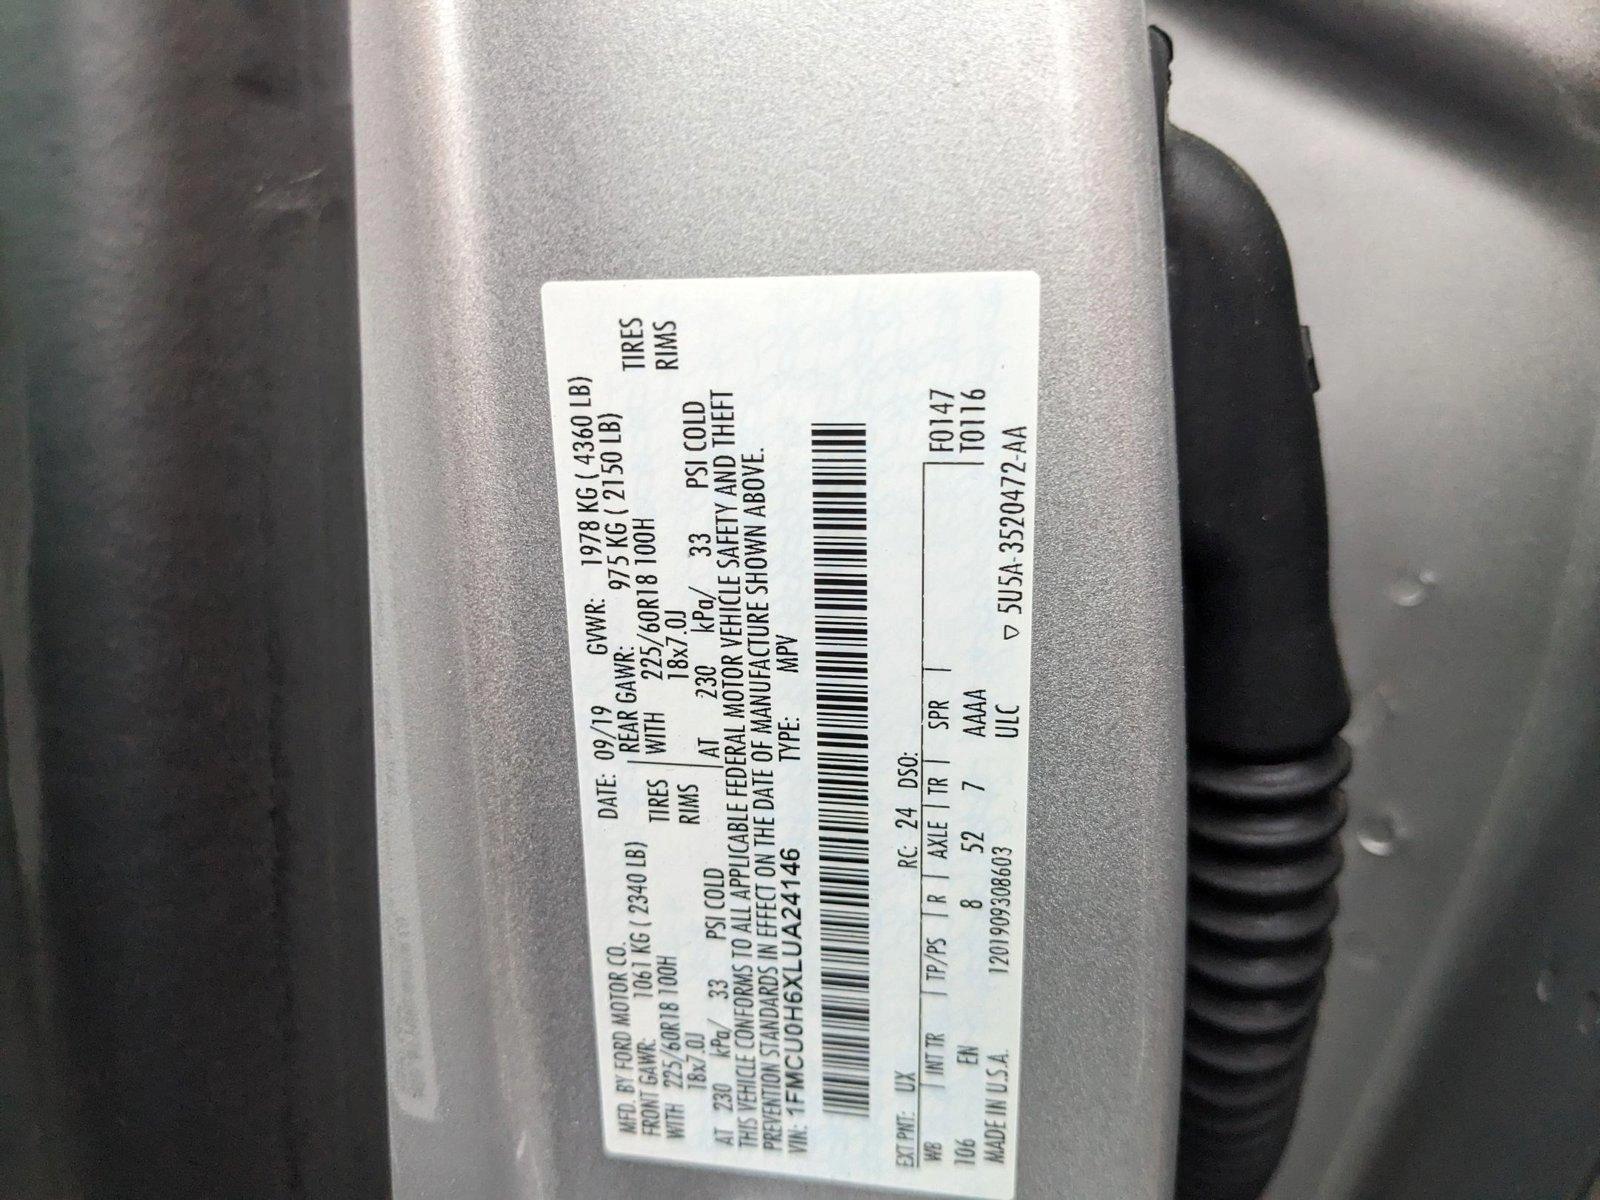 MFD. BY FORD MOTOR CO. DATE: 09/19 GVWR: 1978 KG ( 4360 LB)
FRONT GAWR: 1061 KG ( 2340 LB) REAR GAWR: 975 KG ( 2150 LB)
WITH 225/60R18 100H TIRES WITH 225/60R18 100H TIRES
18x7.0J RIMS 18x7.0J RIMS
AT 230 kPa/ 33 PSI COLD AT 230 kPa/ 33 PSI COLD
THIS VEHICLE CONFORMS TO ALL APPLICABLE FEDERAL MOTOR VEHICLE SAFETY AND THEFT
PREVENTION STANDARDS IN EFFECT ON THE DATE OF MANUFACTURE SHOWN ABOVE.
VIN: 1FMCU0H6XLUA24146 TYPE: MPV
EXT PNT: UX RC: 24 DSO:
WB INT TR TP/PS R AXLE TR SPR F0147
106 EN 8 52 7 AAAA T0116
MADE IN U.S.A. 1201909308603 ULC ▽ 5U5A-3520472-AA